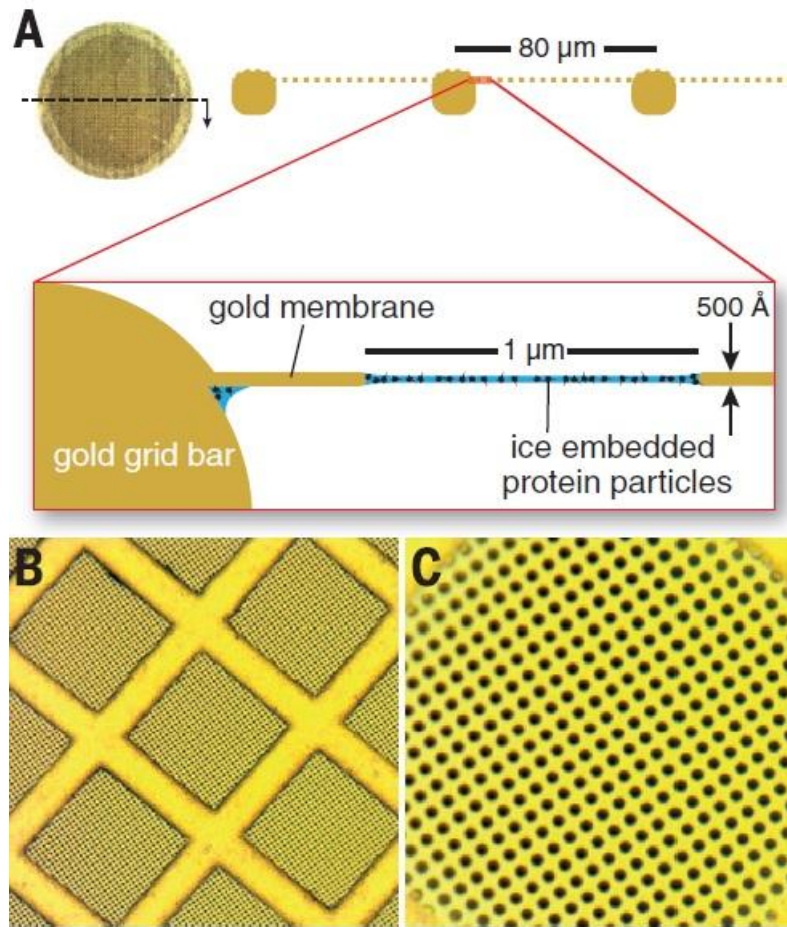 A
80 µm
gold membrane
500 Å
1 µm
gold grid bar
ice embedded
protein particles
B
C